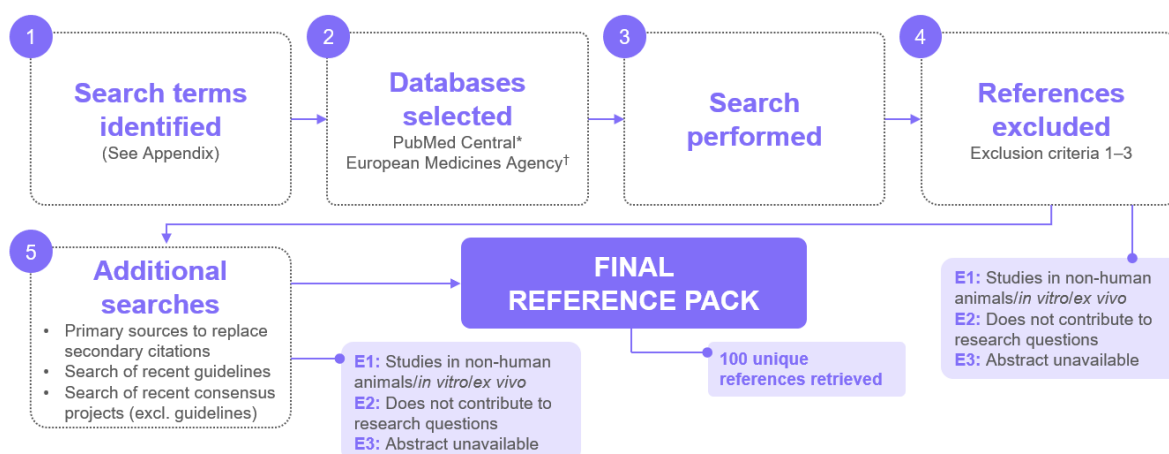 1
Search terms
identified
(See Appendix)
2
Databases
selected
PubMed Central*
European Medicines Agency†
3
Search
performed
4
References
excluded
Exclusion criteria 1–3
E1: Studies in non-human
animals/in vitro/ex vivo
E2: Does not contribute to
research questions
E3: Abstract unavailable
5
Additional
searches
• Primary sources to replace
secondary citations
• Search of recent guidelines
• Search of recent consensus
projects (excl. guidelines)
E1: Studies in non-human
animals/in vitro/ex vivo
E2: Does not contribute to
research questions
E3: Abstract unavailable
FINAL
REFERENCE PACK
100 unique
references retrieved